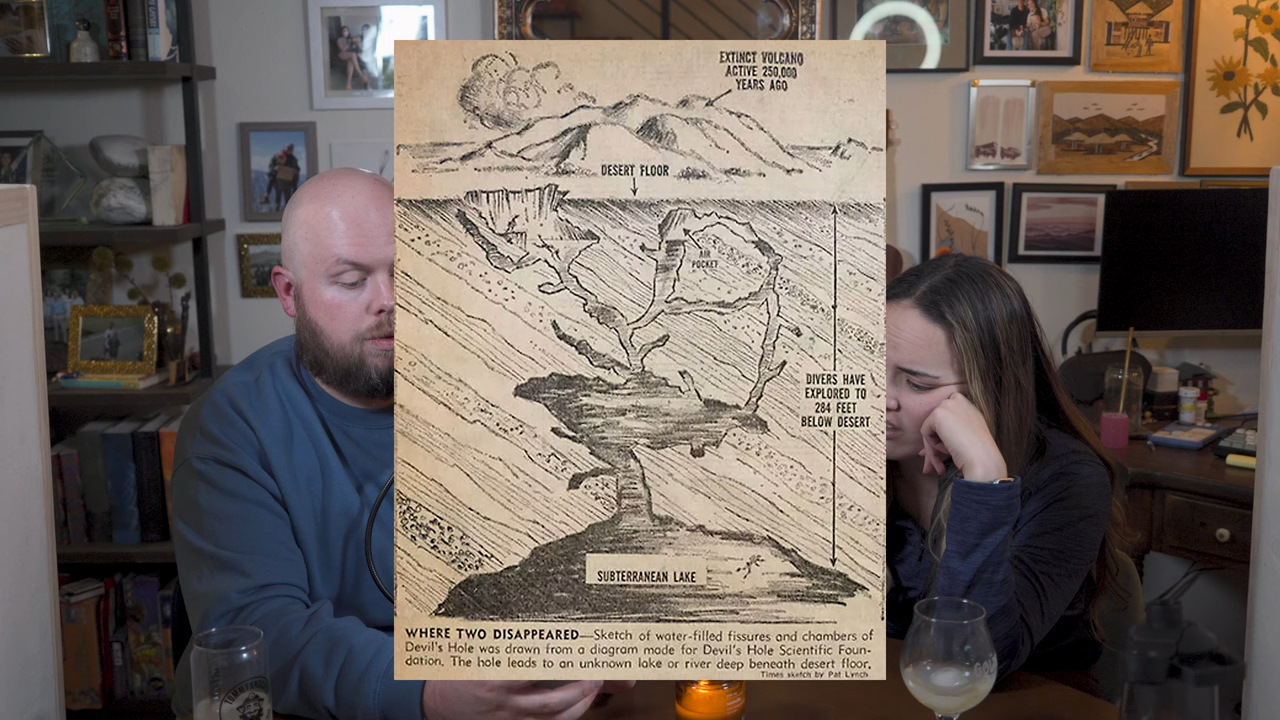 EXTINCT VOLCANO
ACTIVE 250,000
YEARS AGO
DESERT FLOOR
AIR
POCKET
DIVERS HAVE
EXPLORED TO
284 FEET
BELOW DESERT
SUBTERRANEAN LAKE
WHERE TWO DISAPPEARED—Sketch of water-filled fissures and chambers of
Devil's Hole was drawn from a diagram made for Devil's Hole Scientific Foun-
dation. The hole leads to an unknown lake or river deep beneath desert floor.
Times sketch by Pat Lynch